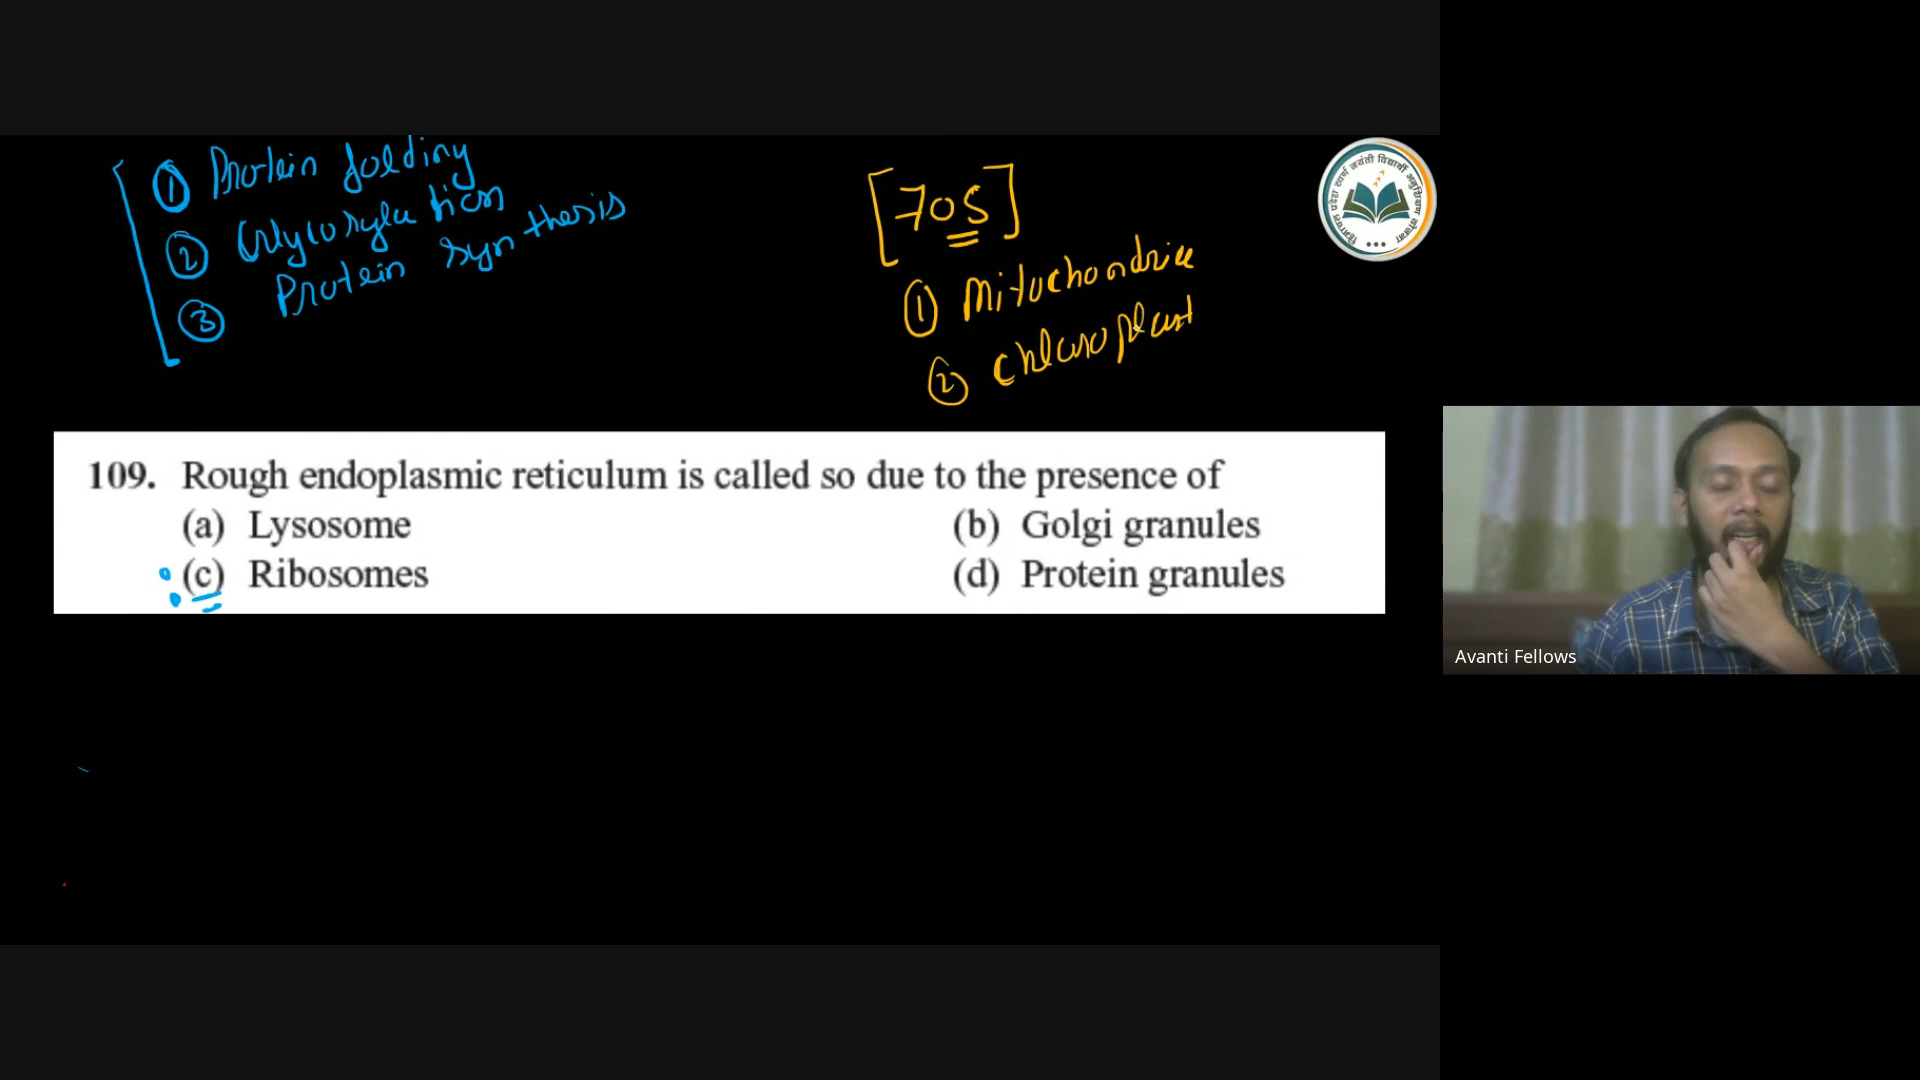 ① Protein folding
② Glycosylation
③ Protein synthesis
[70S]
① Mitochondria
② Chloroplast
109. Rough endoplasmic reticulum is called so due to the presence of
(a) Lysosome (b) Golgi granules
(c) Ribosomes (d) Protein granules
Avanti Fellows